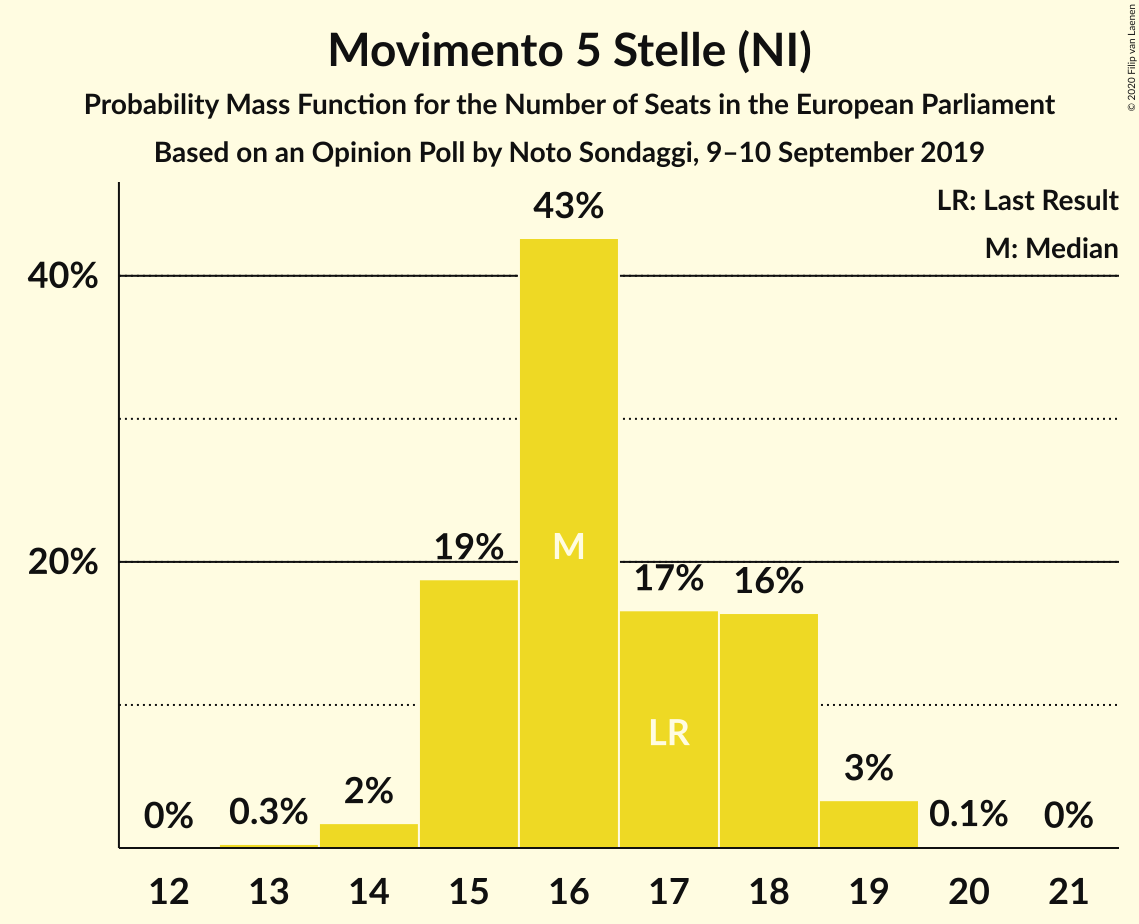 Movimento 5 Stelle (NI)
Probability Mass Function for the Number of Seats in the European Parliament
Based on an Opinion Poll by Noto Sondaggi, 9–10 September 2019
© 2020 Filip van Laenen
LR: Last Result
M: Median
43%
40%
20%
19%
M
17%
16%
LR
0%
0.3%
2%
3%
0.1%
0%
12 13 14 15 16 17 18 19 20 21